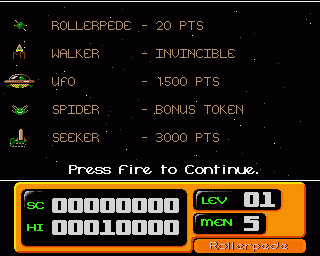 ROLLERPEDE - 20 PTS
WALKER - INVINCIBLE
UFO - 1500 PTS
SPIDER - BONUS TOKEN
SEEKER - 3000 PTS
Press Fire to Continue.
SC 00000000 LEV 01
HI 00010000 MEN 5
Rollerpede